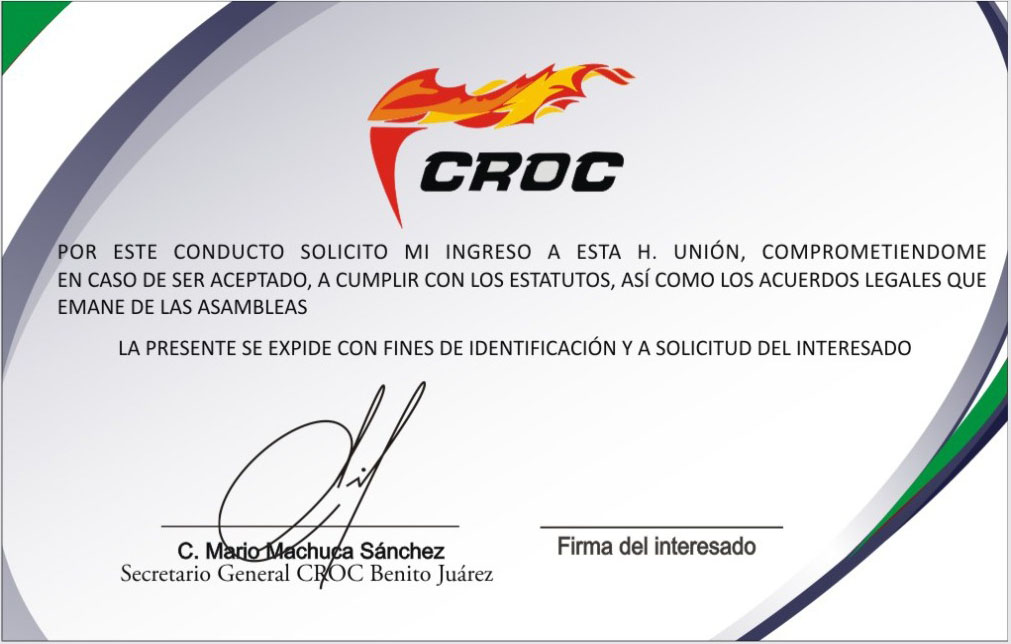 CROC
POR ESTE CONDUCTO SOLICITO MI INGRESO A ESTA H. UNIÓN, COMPROMETIENDOME
EN CASO DE SER ACEPTADO, A CUMPLIR CON LOS ESTATUTOS, ASÍ COMO LOS ACUERDOS LEGALES QUE
EMANE DE LAS ASAMBLEAS
LA PRESENTE SE EXPIDE CON FINES DE IDENTIFICACIÓN Y A SOLICITUD DEL INTERESADO
C. Mario Machuca Sánchez
Secretario General CROC Benito Juárez
Firma del interesado